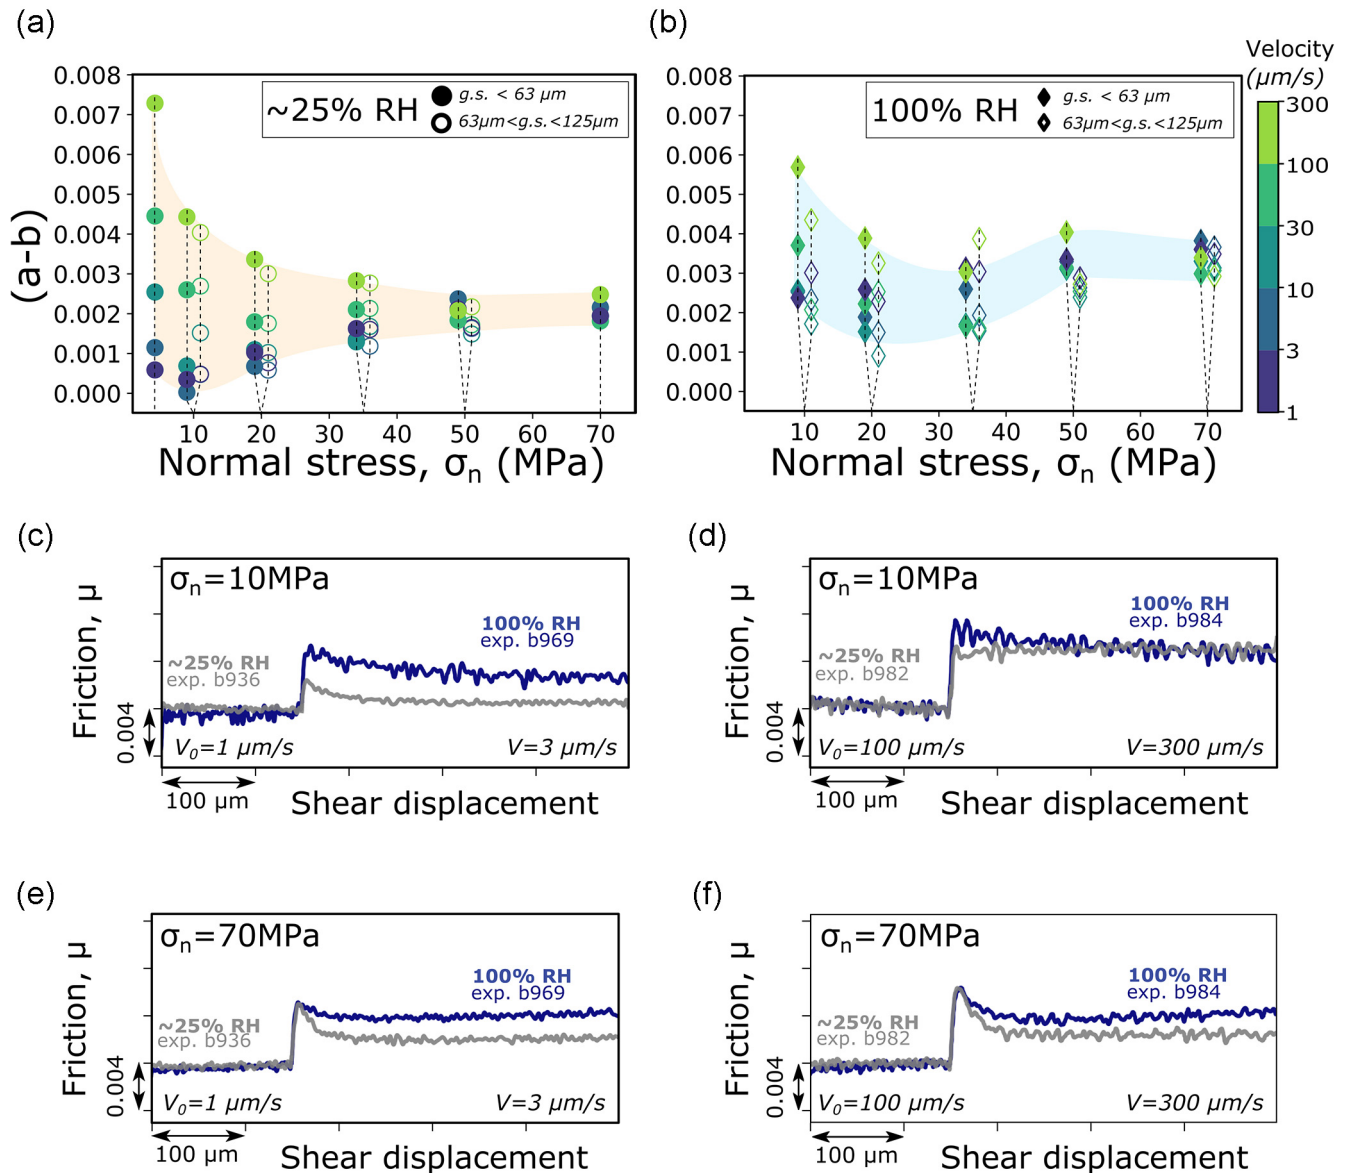 (a)
(b)
Velocity
(μm/s)
0.008
0.007
0.006
0.005
0.004
0.003
0.002
0.001
0.000
(a-b)
~25% RH
g.s. < 63 μm
63μm<g.s.<125μm
10
20
30
40
50
60
70
Normal stress, σn (MPa)
0.008
0.007
0.006
0.005
0.004
0.003
0.002
0.001
0.000
100% RH
g.s. < 63 μm
63μm<g.s.<125μm
10
20
30
40
50
60
70
Normal stress, σn (MPa)
300
100
30
10
3
1
(c)
σn=10MPa
100% RH
exp. b969
~25% RH
exp. b936
Friction, μ
0.004
V0=1 μm/s
V=3 μm/s
100 μm
Shear displacement
(d)
σn=10MPa
100% RH
exp. b984
~25% RH
exp. b982
Friction, μ
0.004
V0=100 μm/s
V=300 μm/s
100 μm
Shear displacement
(e)
σn=70MPa
100% RH
exp. b969
~25% RH
exp. b936
Friction, μ
0.004
V0=1 μm/s
V=3 μm/s
100 μm
Shear displacement
(f)
σn=70MPa
100% RH
exp. b984
~25% RH
exp. b982
Friction, μ
0.004
V0=100 μm/s
V=300 μm/s
100 μm
Shear displacement